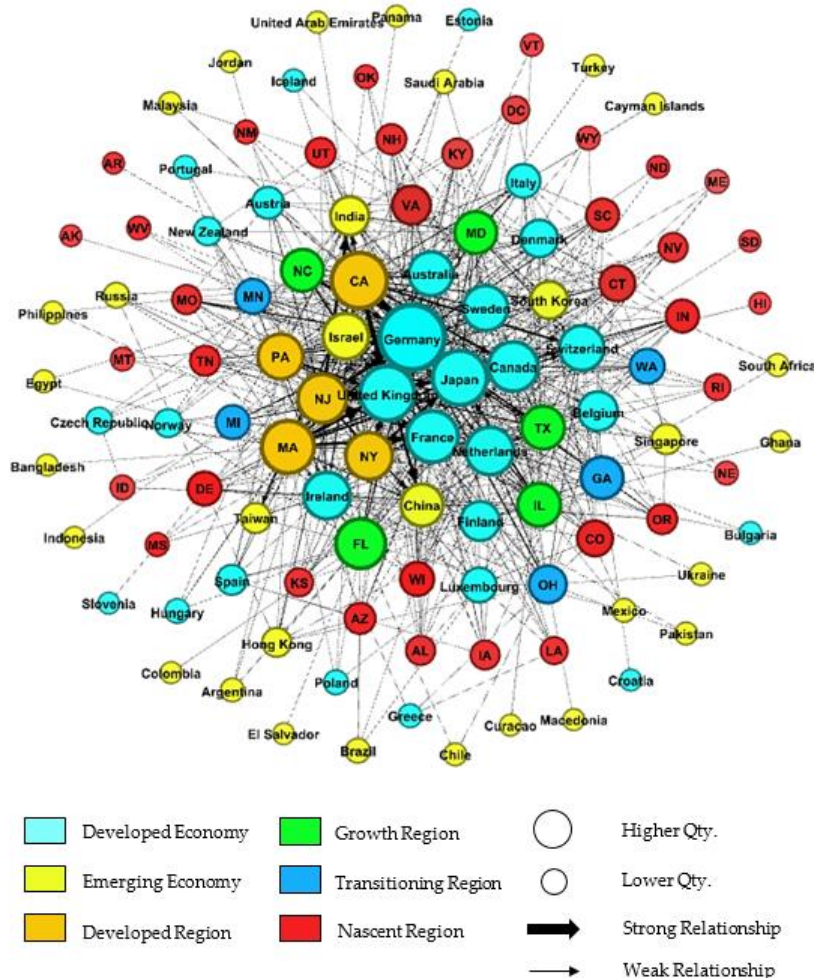 United Arab Emirates
Panama
Estonia
VT
Turkey
Jordan
Iceland
OK
Saudi Arabia
Malaysia
DC
Cayman Islands
NM
NH
WY
AR
Portugal
UT
KY
ND
ME
Italy
AK
WV
New Zealand
Austria
India
VA
MD
Denmark
SC
NV
SD
NC
CA
Australia
CT
Russia
MN
South Korea
Philippines
MO
Sweden
IN
HI
Israel
Germany
Switzerland
MT
TN
PA
Canada
WA
South Africa
Egypt
United Kingdom
Japan
RI
NJ
Belgium
Czech Republic
Norway
MI
TX
Singapore
Ghana
Bangladesh
MA
NY
France
Netherlands
NE
ID
DE
Ireland
China
IL
GA
Indonesia
Taiwan
Finland
OR
Bulgaria
MS
FL
CO
Slovenia
Hungary
Spain
KS
WI
Luxembourg
OH
Ukraine
Mexico
Pakistan
AZ
Colombia
Hong Kong
AL
IA
LA
Argentina
Poland
Croatia
El Salvador
Greece
Curaçao
Macedonia
Brazil
Chile
Developed Economy
Growth Region
Higher Qty.
Emerging Economy
Transitioning Region
Lower Qty.
Developed Region
Nascent Region
Strong Relationship
Weak Relationship